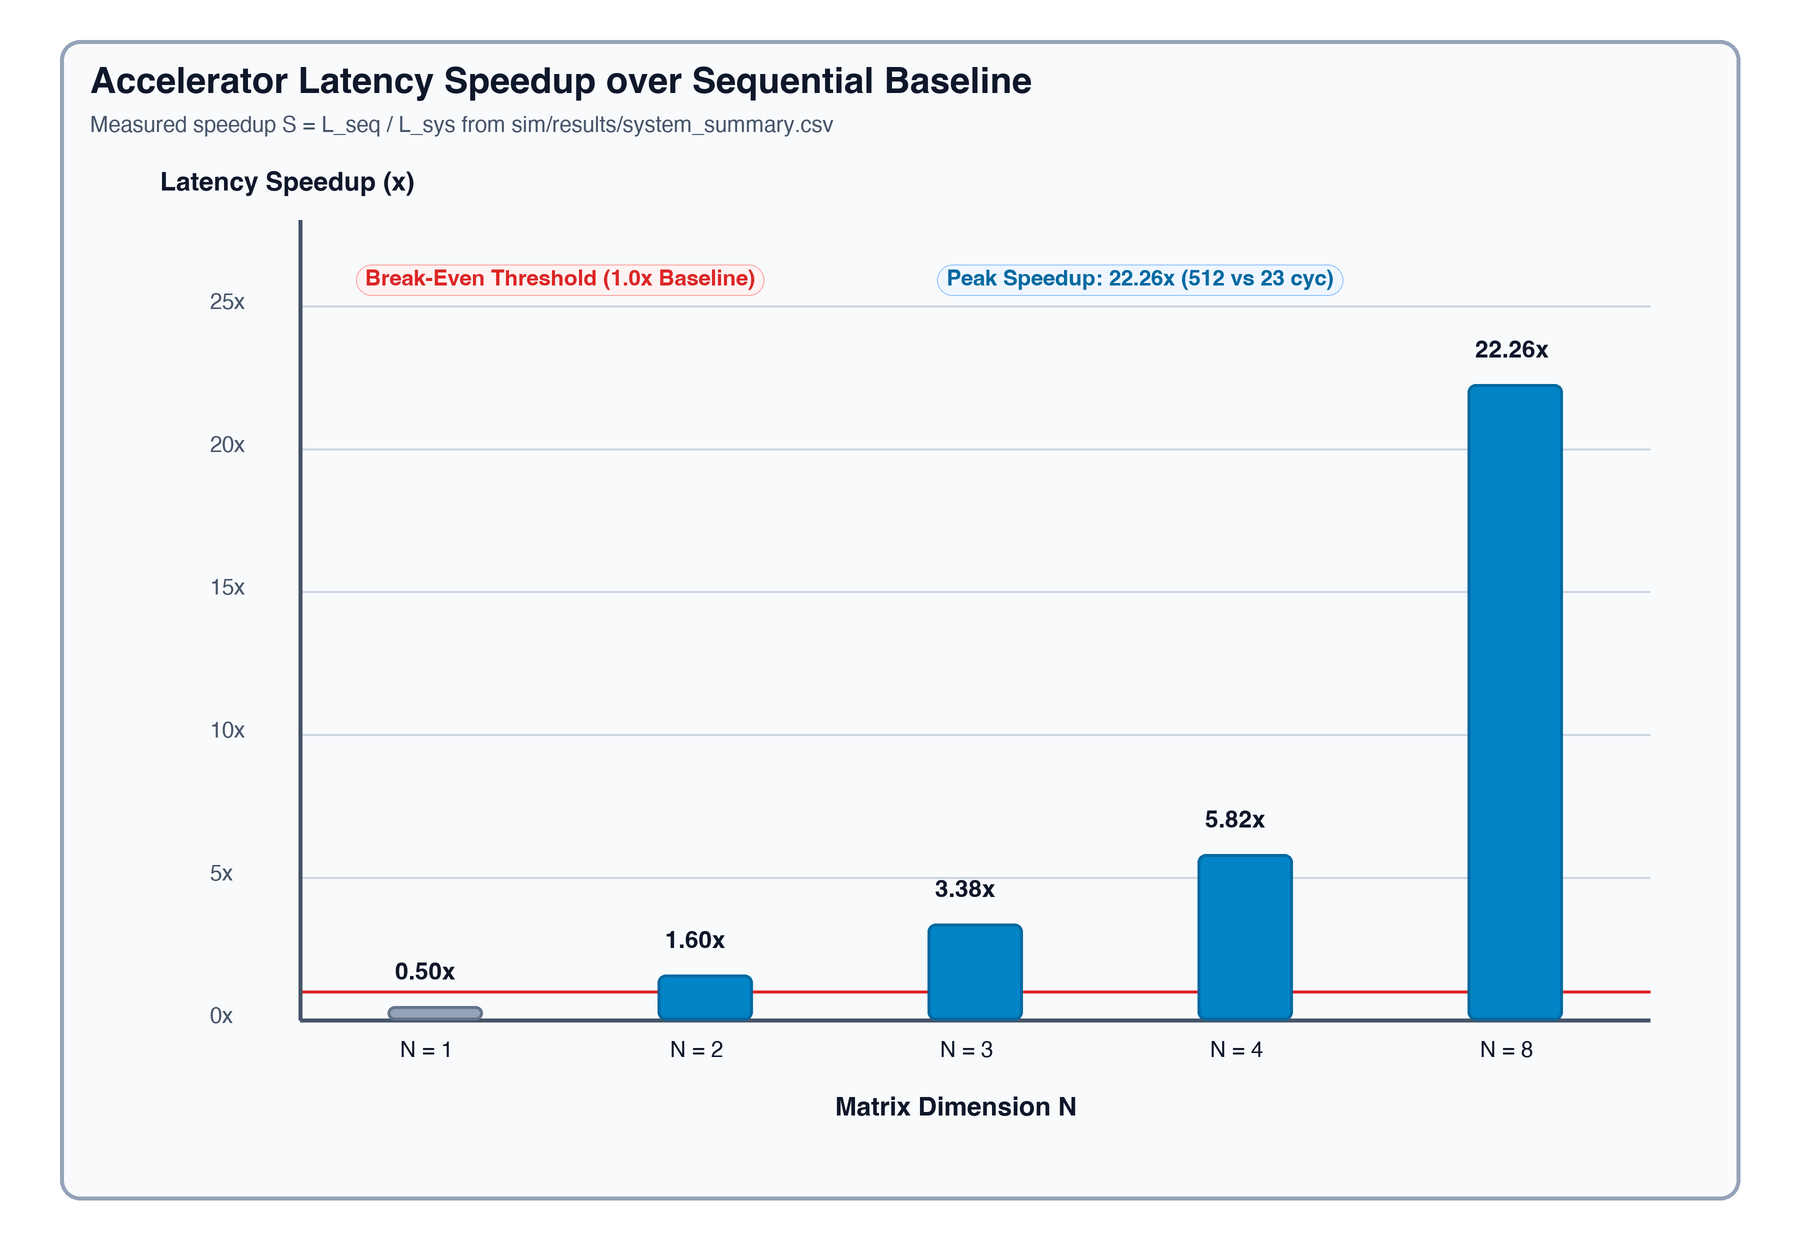 Accelerator Latency Speedup over Sequential Baseline
Measured speedup S = L_seq / L_sys from sim/results/system_summary.csv
Latency Speedup (x)
Break-Even Threshold (1.0x Baseline)
Peak Speedup: 22.26x (512 vs 23 cyc)
25x
22.26x
20x
15x
10x
5.82x
5x
3.38x
1.60x
0.50x
0x
N = 1
N = 2
N = 3
N = 4
N = 8
Matrix Dimension N